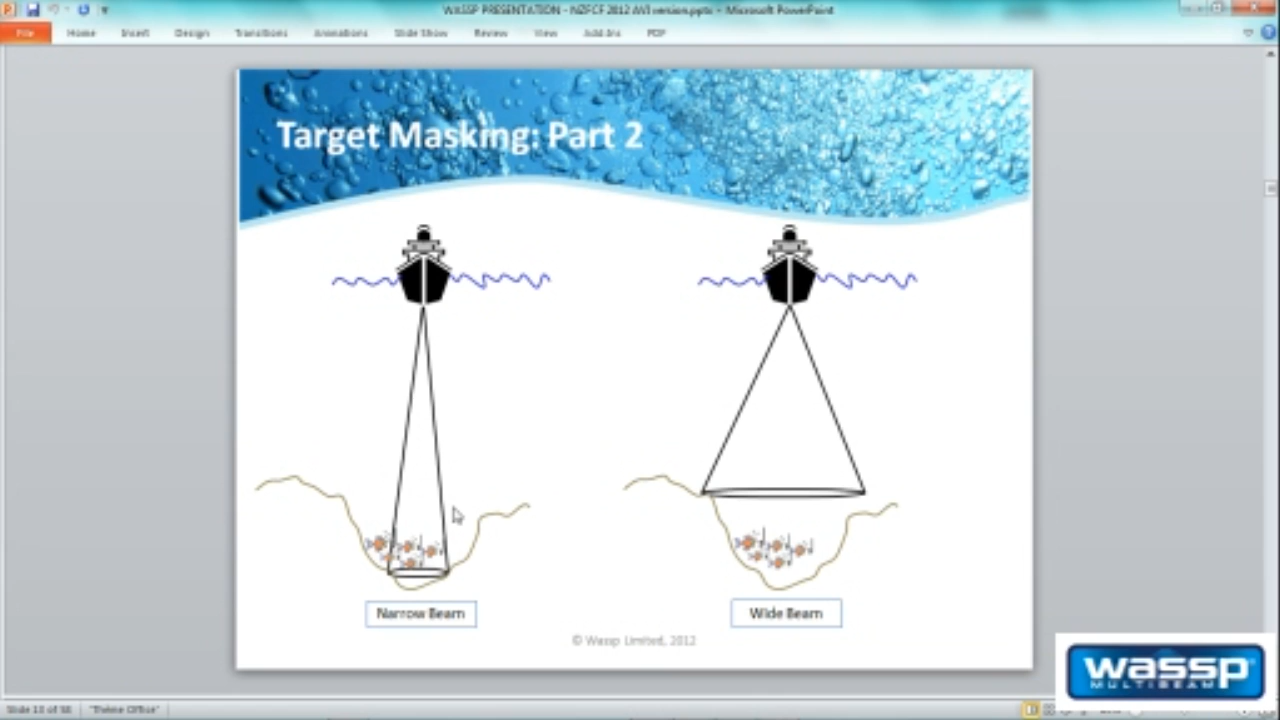 WASSP PRESENTATION - NZFCF 2012 AVI version.pptx - Microsoft PowerPoint
File Home Insert Design Transitions Animations Slide Show Review View Add-Ins PDF
Target Masking: Part 2
Narrow Beam
Wide Beam
© Wassp Limited, 2012
wassp
MULTIBEAM
"Thème Office"